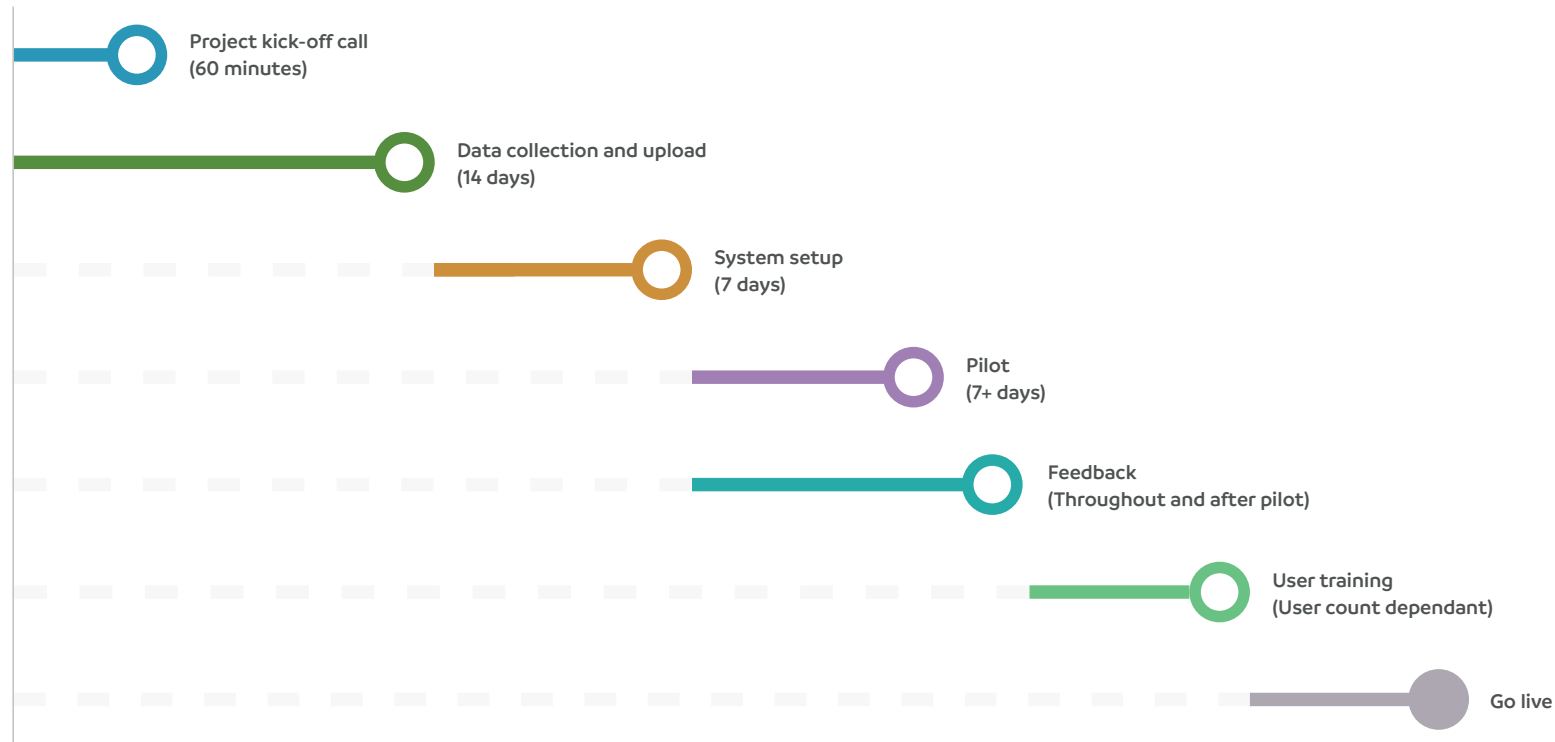 Project kick-off call
(60 minutes)
Data collection and upload
(14 days)
System setup
(7 days)
Pilot
(7+ days)
Feedback
(Throughout and after pilot)
User training
(User count dependant)
Go live